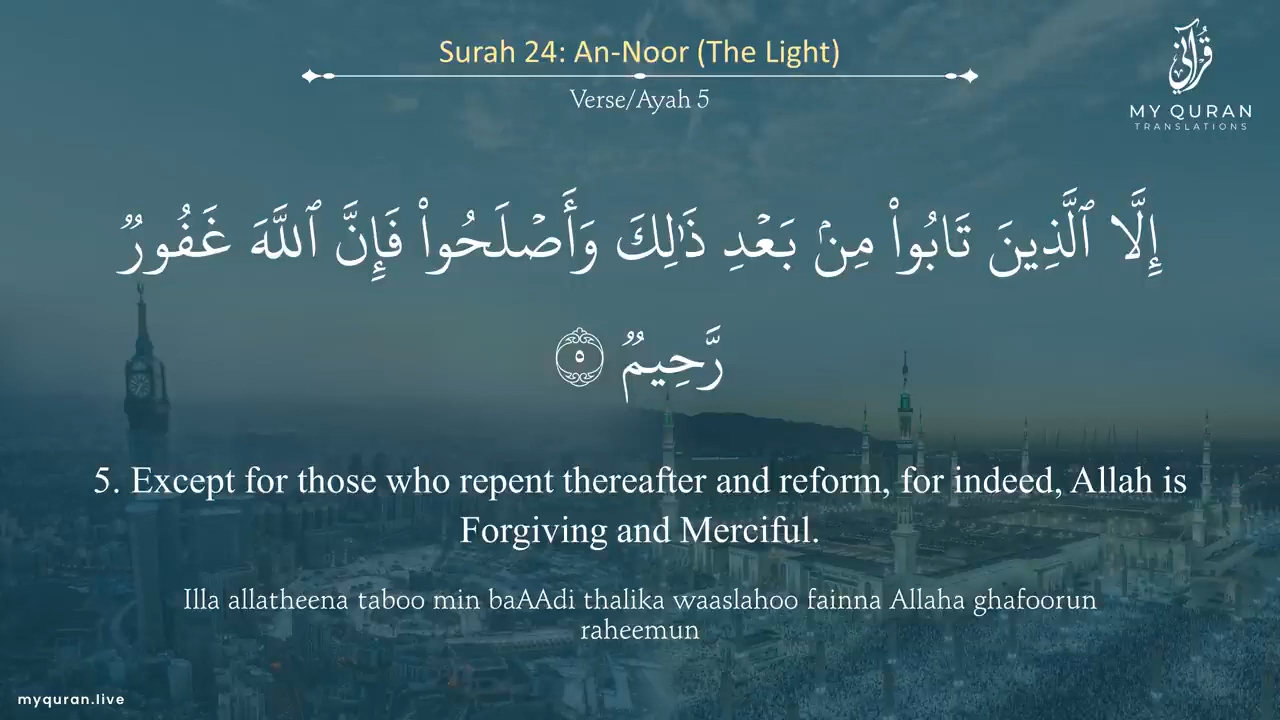 Surah 24: An-Noor (The Light)
Verse/Ayah 5
قرآني
MY QURAN
TRANSLATIONS
إِلَّا ٱلَّذِينَ تَابُوا۟ مِنۢ بَعْدِ ذَٰلِكَ وَأَصْلَحُوا۟ فَإِنَّ ٱللَّهَ غَفُورٌ
رَّحِيمٌ ٥
5. Except for those who repent thereafter and reform, for indeed, Allah is
Forgiving and Merciful.
Illa allatheena taboo min baAAdi thalika waaslahoo fainna Allaha ghafoorun
raheemun
myquran.live